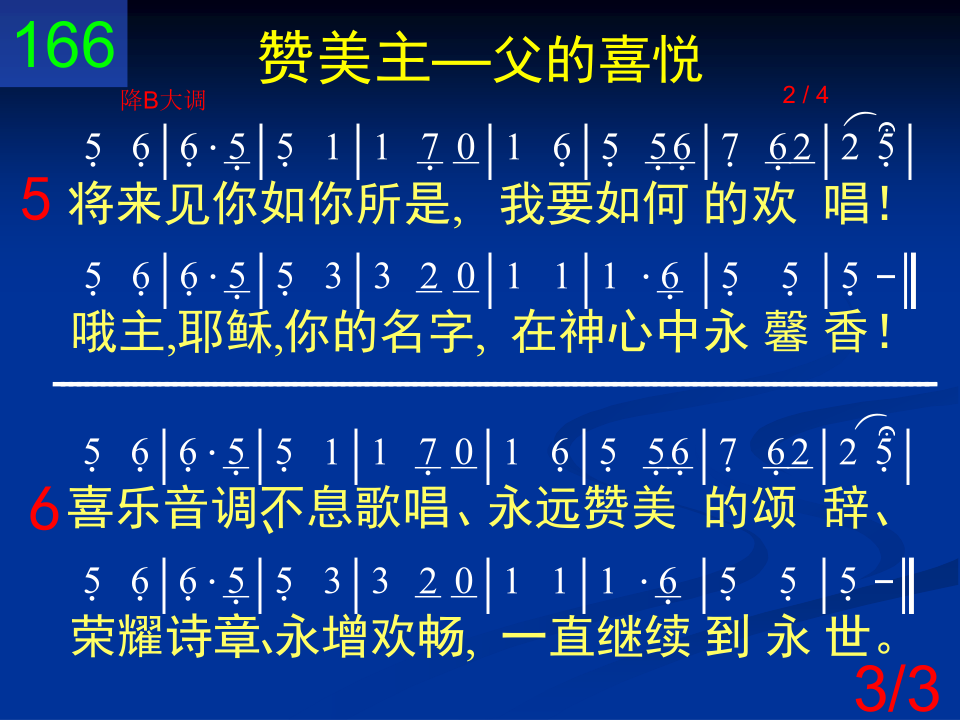 166
赞美主—父的喜悦
降B大调
2 / 4
5 6|6·5|5 1|1 7 0|1 6|5 56|7 62|2 5|
5 将来见你如你所是, 我要如何 的欢 唱!
5 6|6·5|5 3|3 2 0|1 1|1 ·6|5 5|5 –‖
哦主,耶稣,你的名字, 在神心中永 馨 香!
5 6|6·5|5 1|1 7 0|1 6|5 56|7 62|2 5|
6 喜乐音调、不息歌唱、永远赞美 的颂 辞、
5 6|6·5|5 3|3 2 0|1 1|1 ·6|5 5|5 –‖
荣耀诗章、永增欢畅, 一直继续 到 永 世。
3/3